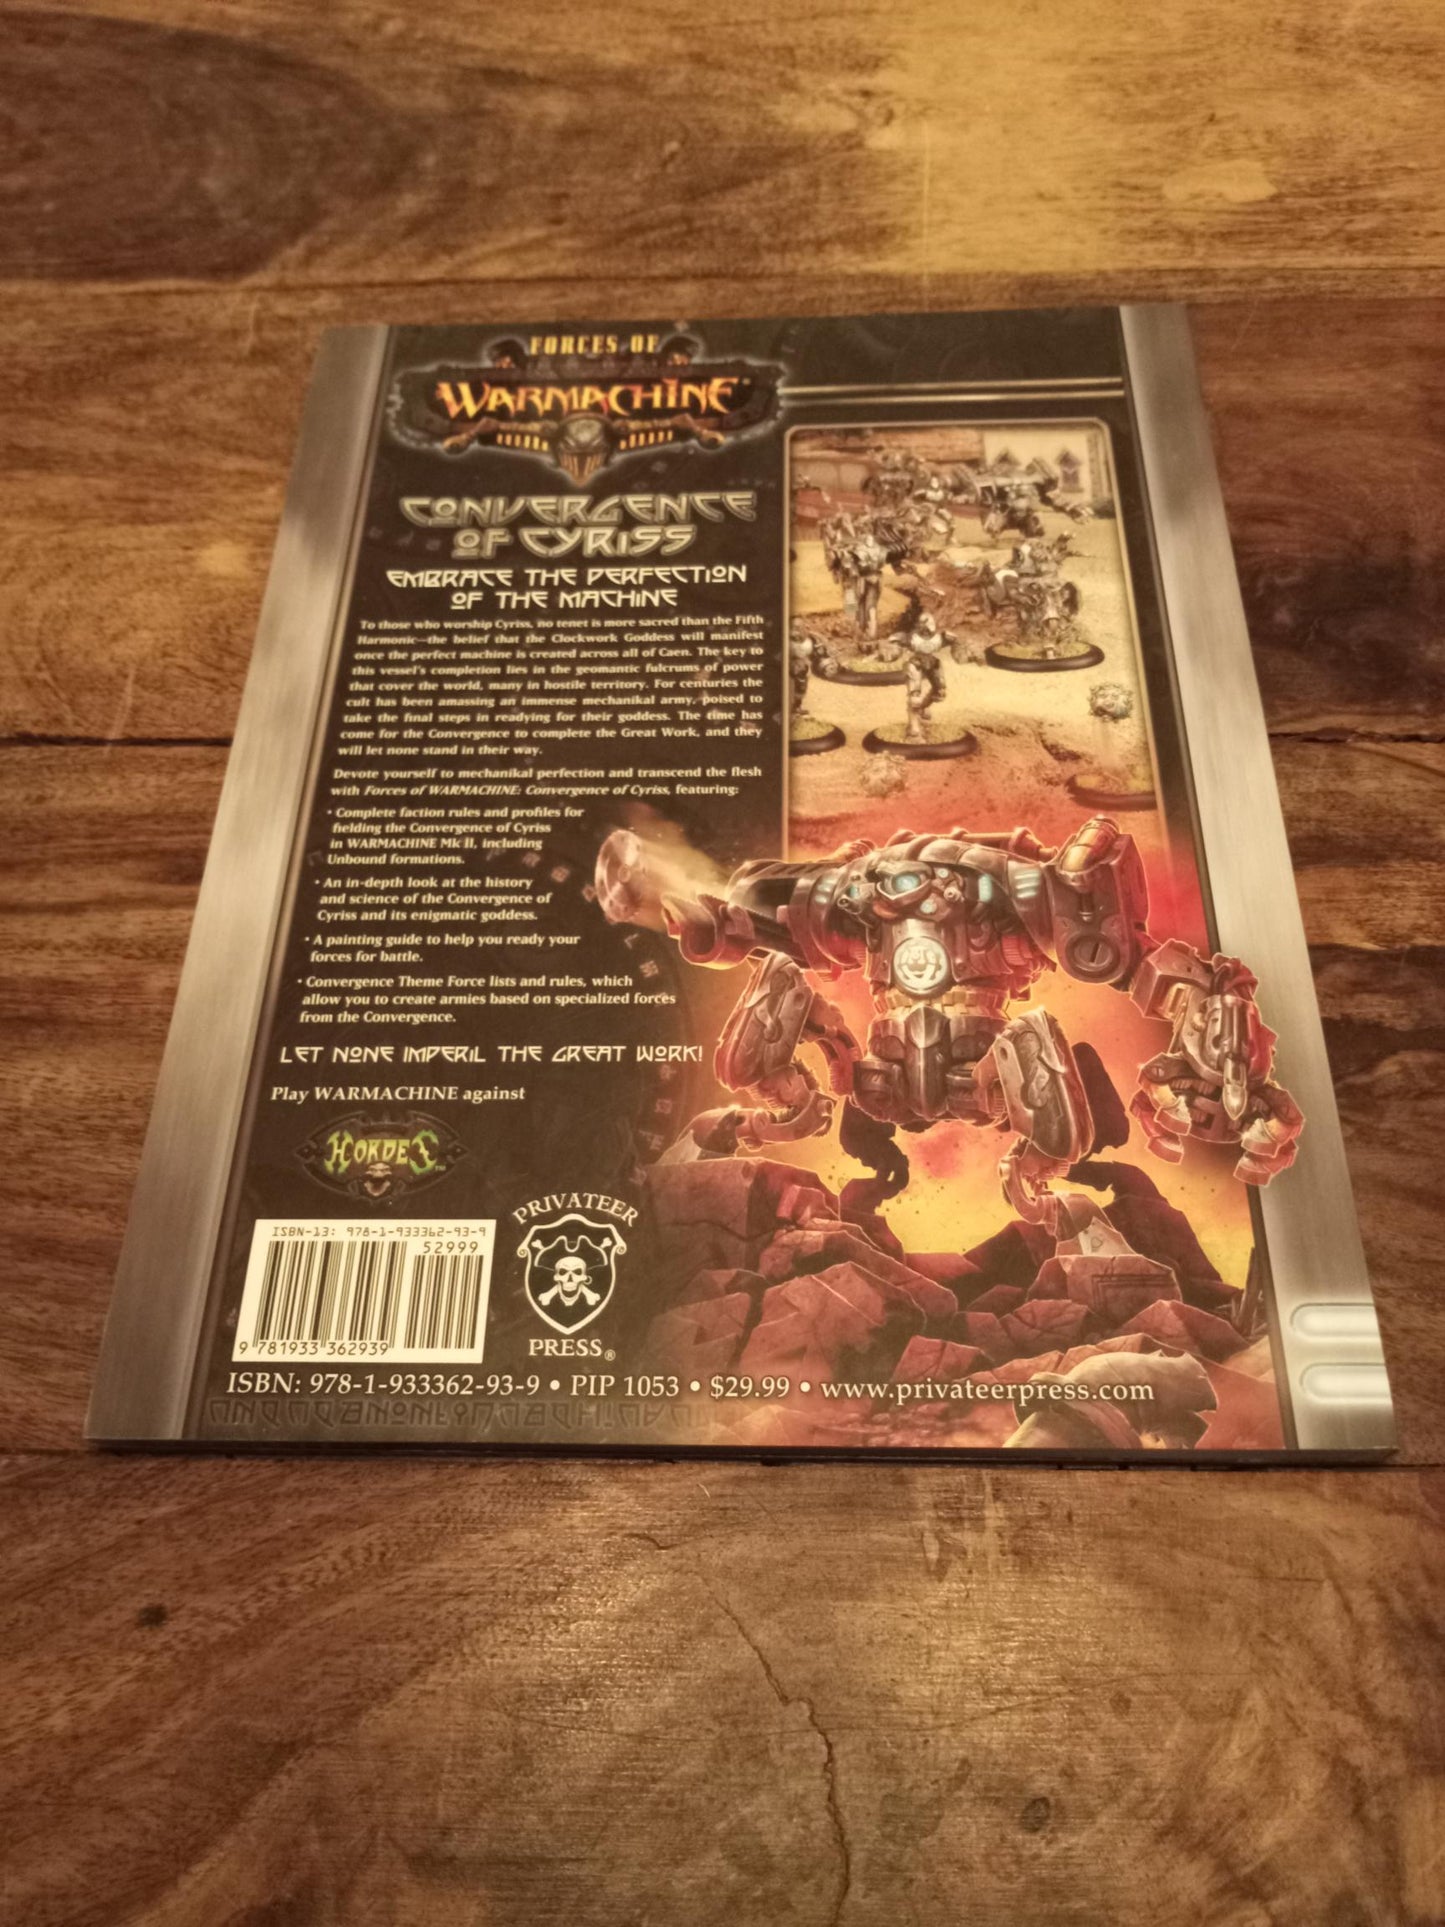 FORCES OF
WARMACHINE
CONVERGENCE
OF CYRISS
EMBRACE THE PERFECTION
OF THE MACHINE
To those who worship Cyriss, no tenet is more sacred than the Fifth
Harmonic—the belief that the Clockwork Goddess will manifest
once the perfect machine is created across all of Caen. The key to
this vessel's completion lies in the geomantic fulcrums of power
that cover the world, many in hostile territory. For centuries the
cult has been amassing an immense mechanikal army, poised to
take the final steps in readying for their goddess. The time has
come for the Convergence to complete the Great Work, and they
will let none stand in their way.
Devote yourself to mechanikal perfection and transcend the flesh
with Forces of WARMACHINE: Convergence of Cyriss, featuring:
• Complete faction rules and profiles for
fielding the Convergence of Cyriss
in WARMACHINE Mk II, including
Unbound formations.
• An in-depth look at the history
and science of the Convergence of
Cyriss and its enigmatic goddess.
• A painting guide to help you ready your
forces for battle.
• Convergence Theme Force lists and rules, which
allow you to create armies based on specialized forces
from the Convergence.
LET NONE IMPERIL THE GREAT WORK!
Play WARMACHINE against
HORDES™
ISBN-13: 978-1-933362-93-9
52999
9 781933 362939
PRIVATEER
PRESS®
ISBN: 978-1-933362-93-9 • PIP 1053 • $29.99 • www.privateerpress.com